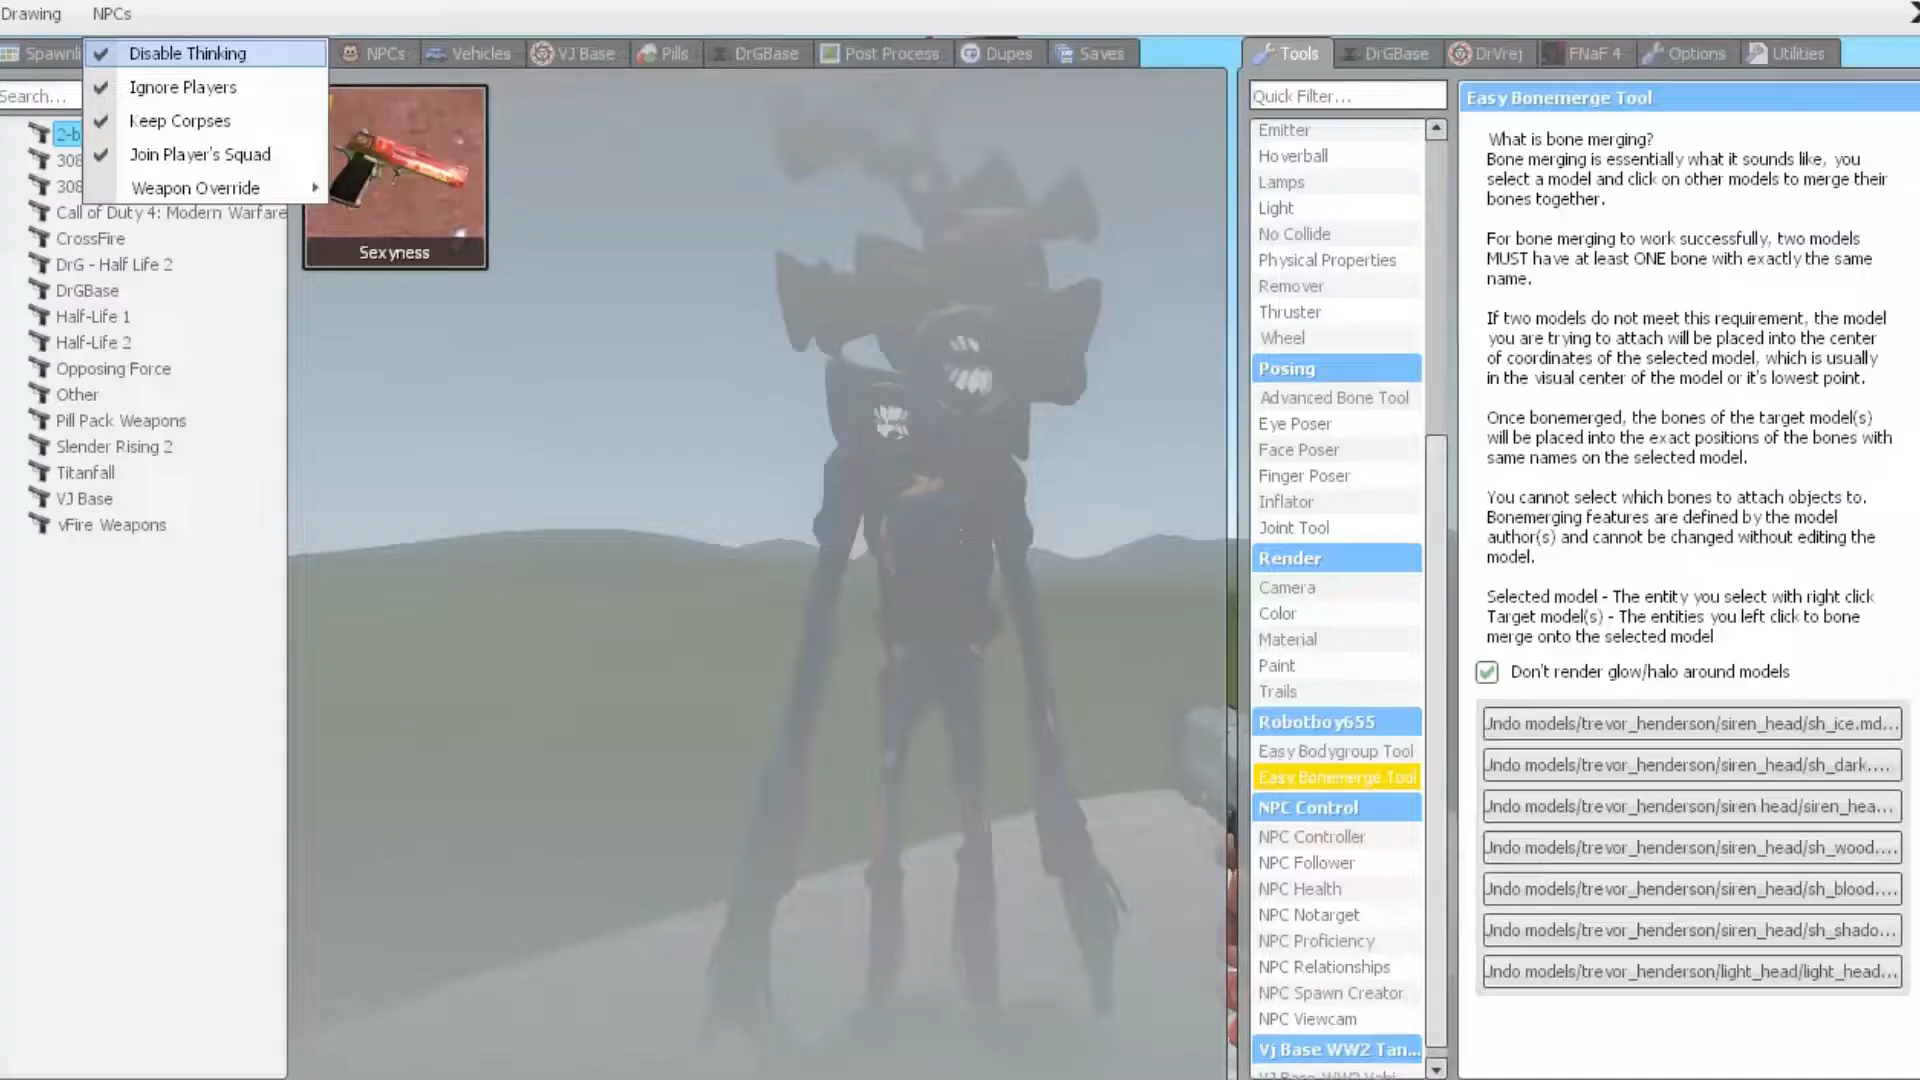 Drawing
NPCs
Disable Thinking
Ignore Players
Keep Corpses
Join Player's Squad
Weapon Override
NPCs
Vehicles
VJ Base
Pills
DrGBase
Post Process
Dupes
Saves
Search...
Call of Duty 4: Modern Warfare
CrossFire
DrG - Half Life 2
DrGBase
Half-Life 1
Half-Life 2
Opposing Force
Other
Pill Pack Weapons
Slender Rising 2
Titanfall
VJ Base
vFire Weapons
Sexyness
Tools
DrGBase
DrVrej
FNaF 4
Options
Utilities
Quick Filter...
Emitter
Hoverball
Lamps
Light
No Collide
Physical Properties
Remover
Thruster
Wheel
Posing
Advanced Bone Tool
Eye Poser
Face Poser
Finger Poser
Inflator
Joint Tool
Render
Camera
Color
Material
Paint
Trails
Robotboy655
Easy Bodygroup Tool
Easy Bonemerge Tool
NPC Control
NPC Controller
NPC Follower
NPC Health
NPC Notarget
NPC Proficiency
NPC Relationships
NPC Spawn Creator
NPC Viewcam
Vj Base WW2 Tan...
Easy Bonemerge Tool
What is bone merging?
Bone merging is essentially what it sounds like, you
select a model and click on other models to merge their
bones together.
For bone merging to work successfully, two models
MUST have at least ONE bone with exactly the same
name.
If two models do not meet this requirement, the model
you are trying to attach will be placed into the center
of coordinates of the selected model, which is usually
in the visual center of the model or it's lowest point.
Once bonemerged, the bones of the target model(s)
will be placed into the exact positions of the bones with
same names on the selected model.
You cannot select which bones to attach objects to.
Bonemerging features are defined by the model
author(s) and cannot be changed without editing the
model.
Selected model - The entity you select with right click
Target model(s) - The entities you left click to bone
merge onto the selected model
Don't render glow/halo around models
Undo models/trevor_henderson/siren_head/sh_ice.md...
Undo models/trevor_henderson/siren_head/sh_dark....
Undo models/trevor_henderson/siren head/siren_hea...
Undo models/trevor_henderson/siren_head/sh_wood....
Undo models/trevor_henderson/siren_head/sh_blood....
Undo models/trevor_henderson/siren_head/sh_shado...
Undo models/trevor_henderson/light_head/light_head...